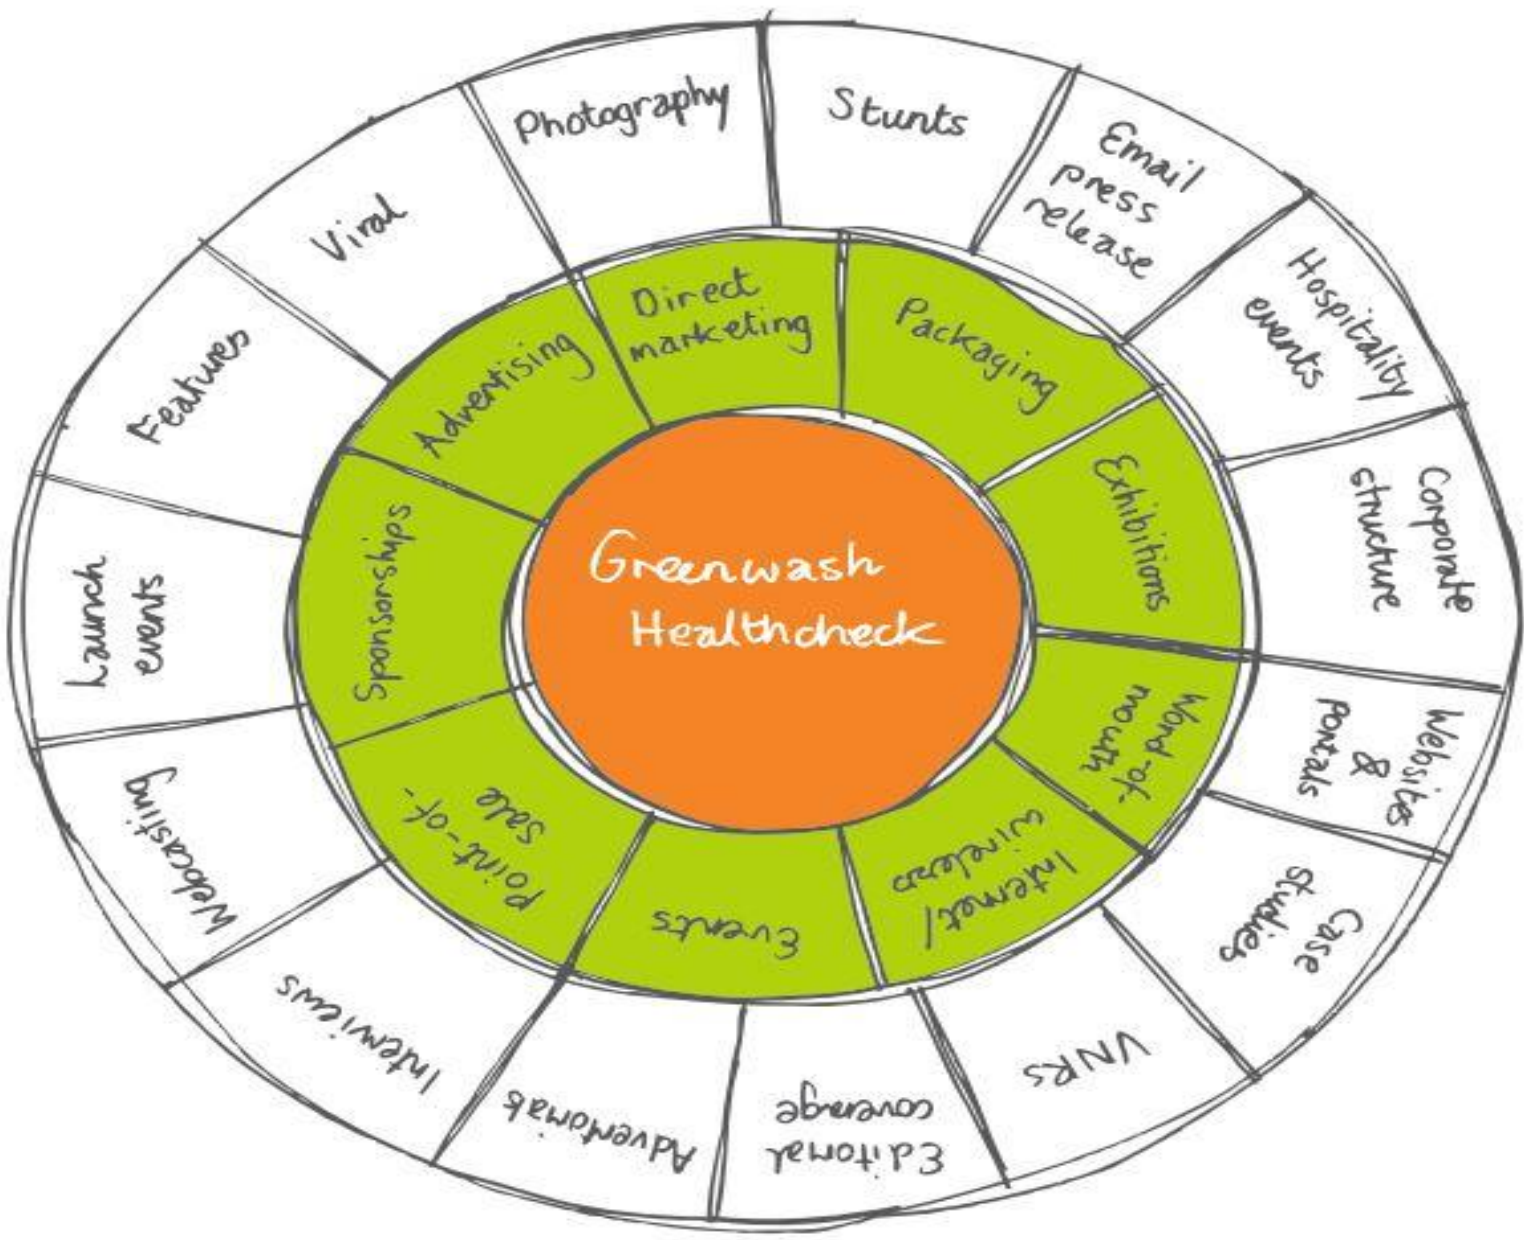 Greenwash
Healthcheck
Direct
marketing
Packaging
Exhibitions
Word-of-
mouth
Internet/
wireless
Events
Point-of-
Sale
Sponsorships
Advertising
Photography
Stunts
Email
press
release
Hospitality
events
Corporate
structure
Websites
&
portals
Case
studies
VNRs
Editorial
coverage
Advertorials
Interviews
Webcasting
Launch
events
Features
Viral